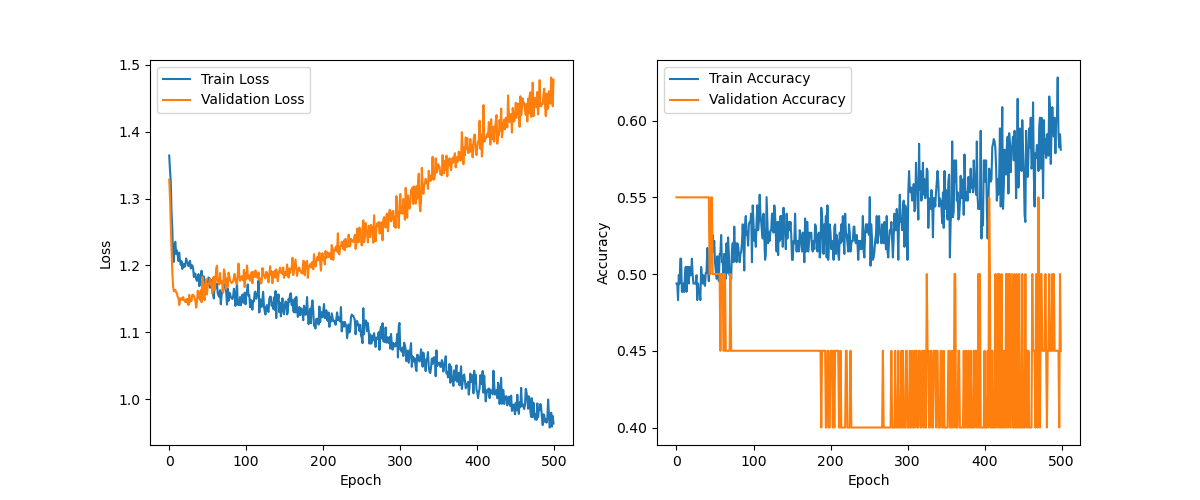 1.5
1.4
1.3
1.2
1.1
1.0
Loss
0 100 200 300 400 500
Epoch
Train Loss
Validation Loss
0.60
0.55
0.50
0.45
0.40
Accuracy
0 100 200 300 400 500
Epoch
Train Accuracy
Validation Accuracy